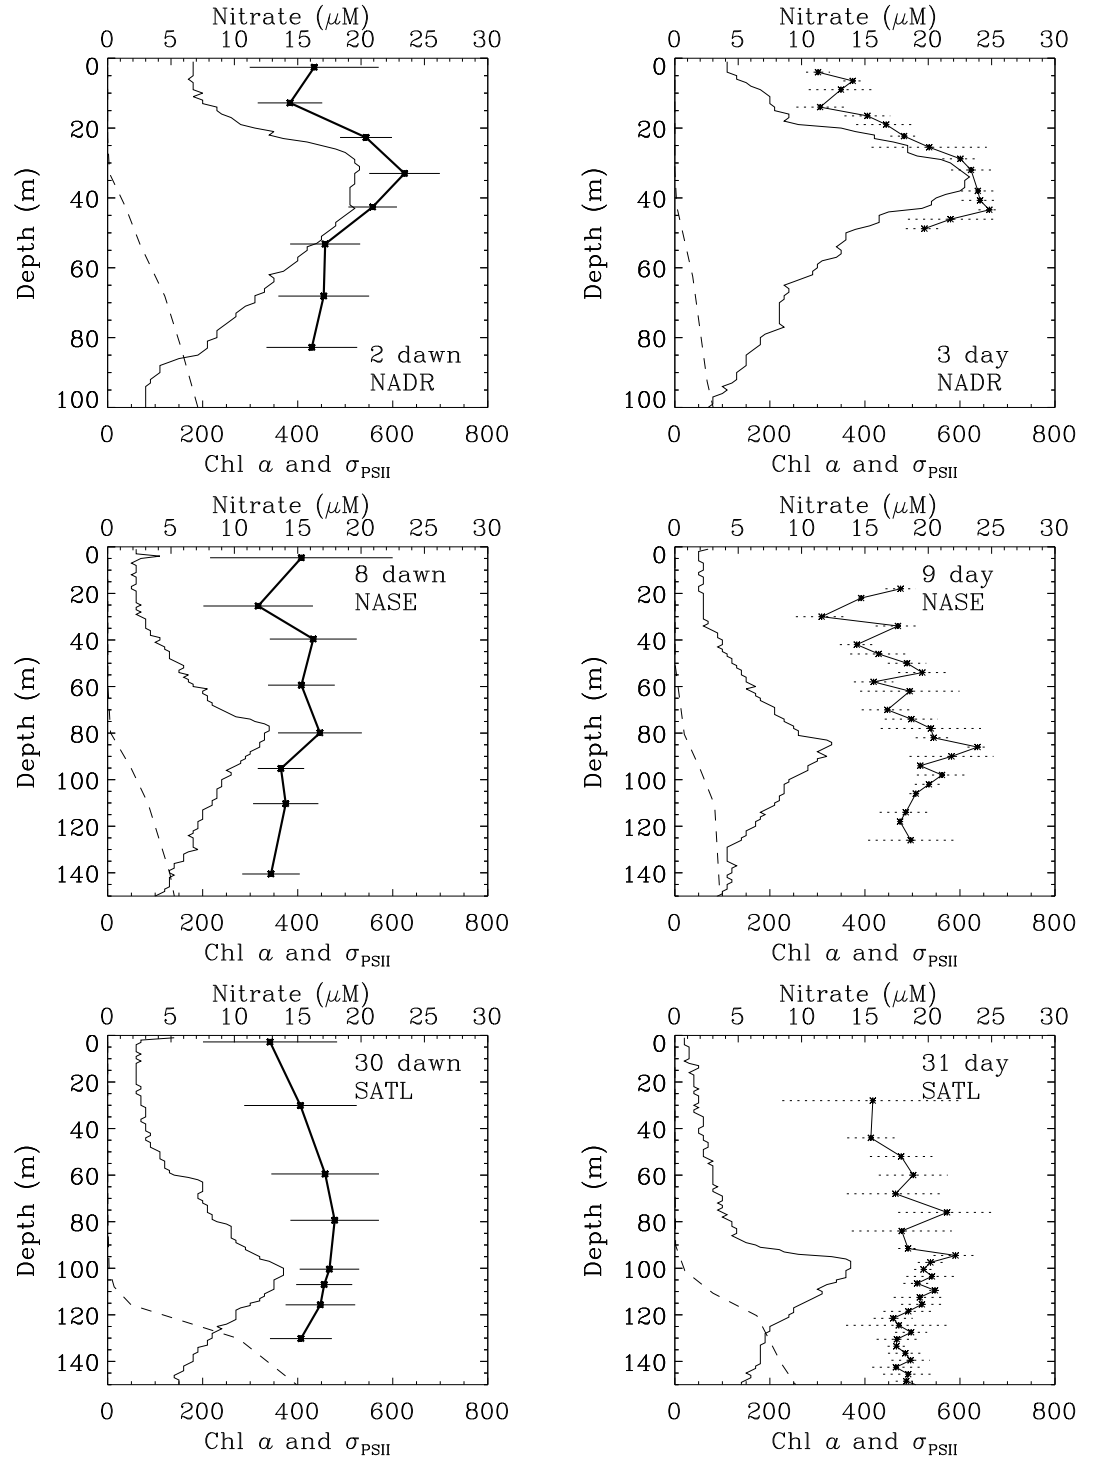 Nitrate (μM) Nitrate (μM)
0 5 10 15 20 25 30 0 5 10 15 20 25 30
0 0
20 20
40 40
60 60
80 80
100 100
Depth (m) Depth (m)
2 dawn 3 day
NADR NADR
0 200 400 600 800 0 200 400 600 800
Chl a and σPSII Chl a and σPSII
Nitrate (μM) Nitrate (μM)
0 5 10 15 20 25 30 0 5 10 15 20 25 30
0 0
8 dawn 9 day
NASE NASE
20 20
40 40
60 60
80 80
100 100
120 120
140 140
Depth (m) Depth (m)
0 200 400 600 800 0 200 400 600 800
Chl a and σPSII Chl a and σPSII
Nitrate (μM) Nitrate (μM)
0 5 10 15 20 25 30 0 5 10 15 20 25 30
0 0
30 dawn 31 day
SATL SATL
20 20
40 40
60 60
80 80
100 100
120 120
140 140
Depth (m) Depth (m)
0 200 400 600 800 0 200 400 600 800
Chl a and σPSII Chl a and σPSII